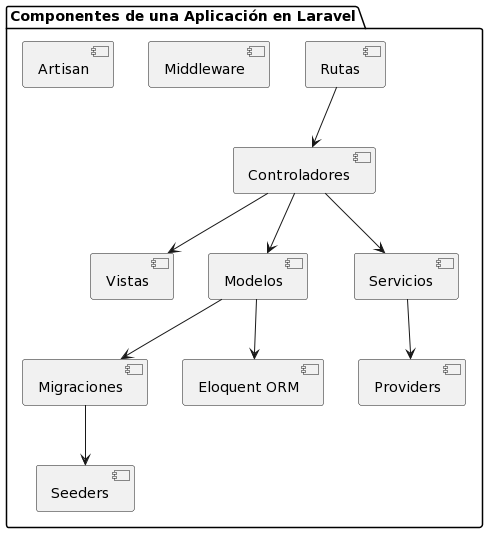 Componentes de una Aplicación en Laravel
Artisan
Middleware
Rutas
Controladores
Vistas
Modelos
Servicios
Migraciones
Eloquent ORM
Providers
Seeders